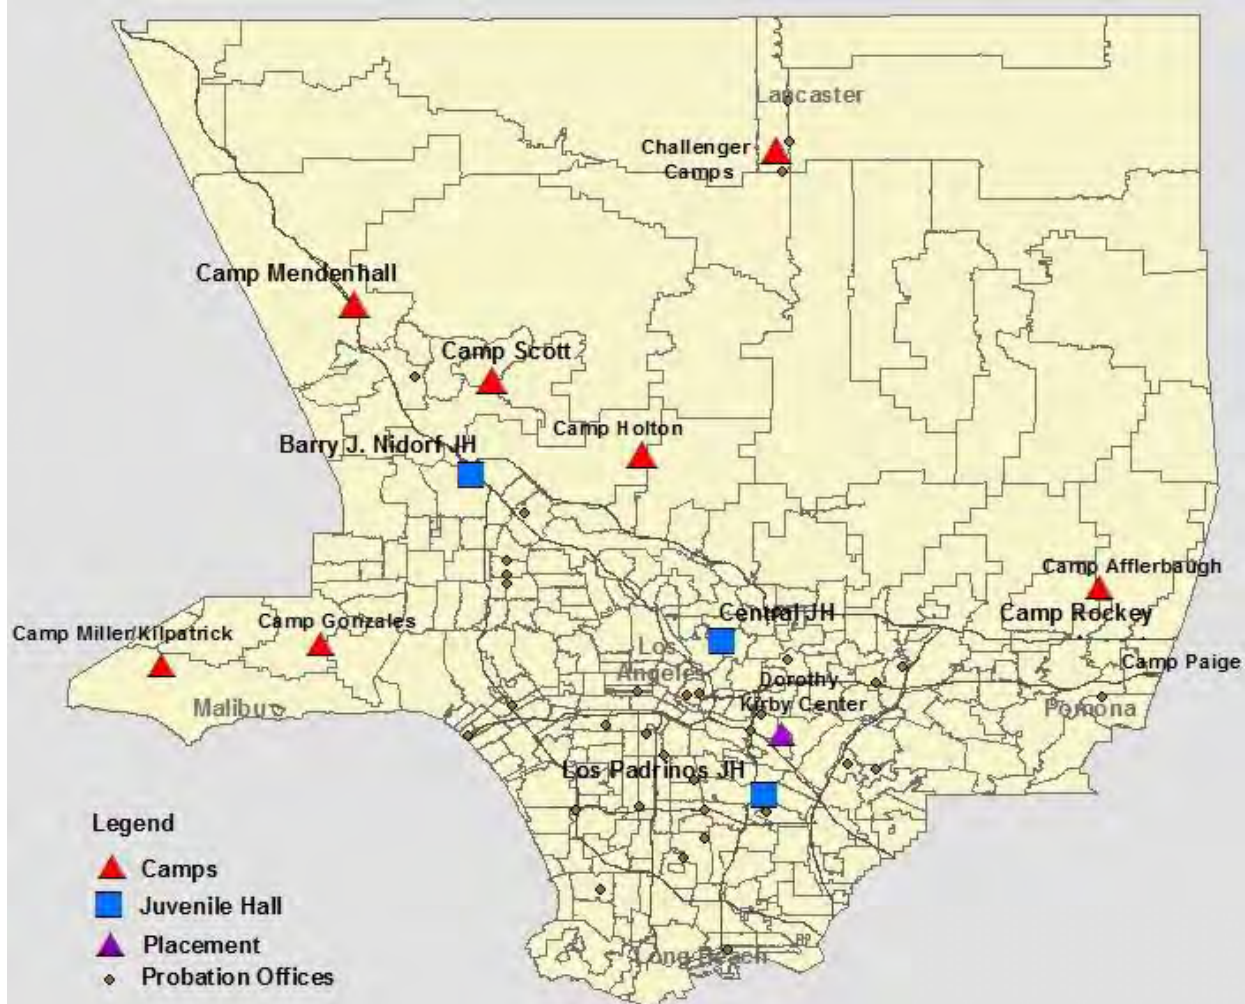 Lancaster
Challenger
Camps
Camp Mendenhall
Camp Scott
Camp Holton
Barry J. Nidorf JH
Camp Afflerbaugh
Central JH
Camp Rockey
Camp Gonzales
Camp Miller/Kilpatrick
Los
Angeles
Camp Paige
Dorothy
Kirby Center
Malibu
Pomona
Los Padrinos JH
Long Beach
Legend
Camps
Juvenile Hall
Placement
Probation Offices